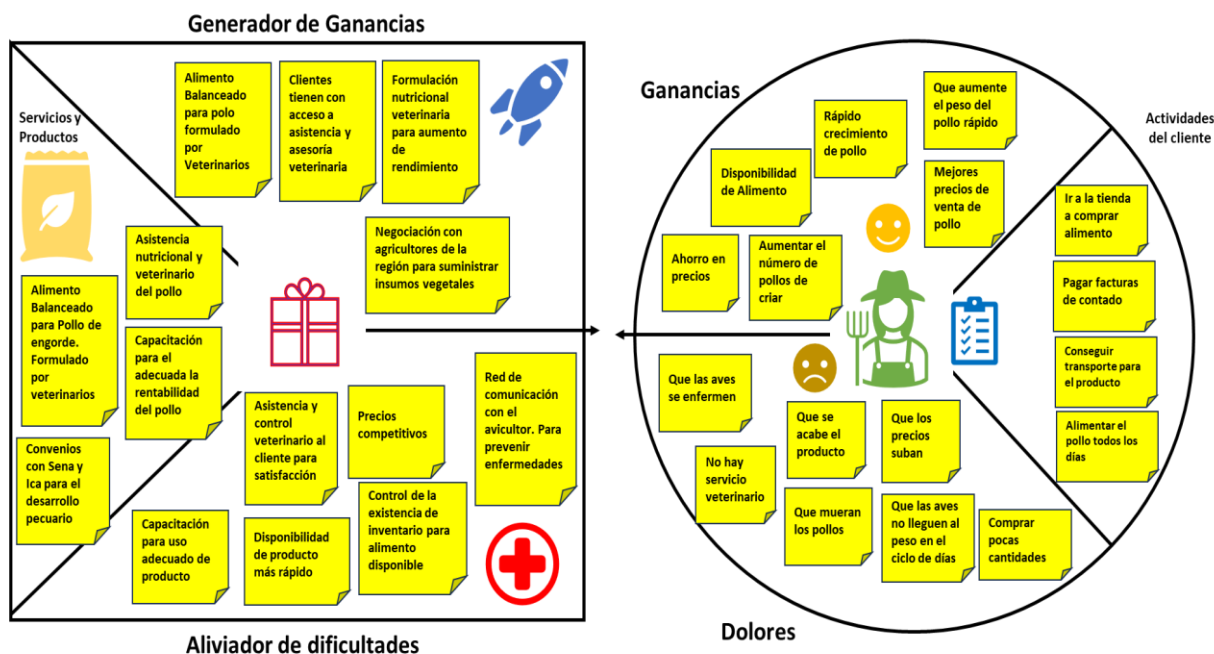 Generador de Ganancias
Servicios y
Productos
Alimento
Balanceado
para polo
formulado
por
Veterinarios
Clientes
tienen con
acceso a
asistencia y
asesoría
veterinaria
Formulación
nutricional
veterinaria
para aumento
de
rendimiento
Negociación con
agricultores de la
región para suministrar
insumos vegetales
Asistencia
nutricional y
veterinario
del pollo
Alimento
Balanceado
para Pollo de
engorde.
Formulado
por
veterinarios
Capacitación
para el
adecuada la
rentabilidad
del pollo
Convenios
con Sena y
Ica para el
desarrollo
pecuario
Asistencia y
control
veterinario al
cliente para
satisfacción
Precios
competitivos
Red de
comunicación
con el
avicultor. Para
prevenir
enfermedades
Capacitación
para uso
adecuado de
producto
Disponibilidad
de producto
más rápido
Control de la
existencia de
inventario para
alimento
disponible
Aliviador de dificultades
Ganancias
Actividades
del cliente
Que aumente
el peso del
pollo rápido
Rápido
crecimiento
de pollo
Disponibilidad
de Alimento
Mejores
precios de
venta de
pollo
Ahorro en
precios
Aumentar el
número de
pollos de
criar
Ir a la tienda
a comprar
alimento
Pagar facturas
de contado
Conseguir
transporte para
el producto
Alimentar el
pollo todos los
días
Que las aves
se enfermen
Que se
acabe el
producto
Que los
precios
suban
No hay
servicio
veterinario
Que mueran
los pollos
Que las aves
no lleguen al
peso en el
ciclo de días
Comprar
pocas
cantidades
Dolores